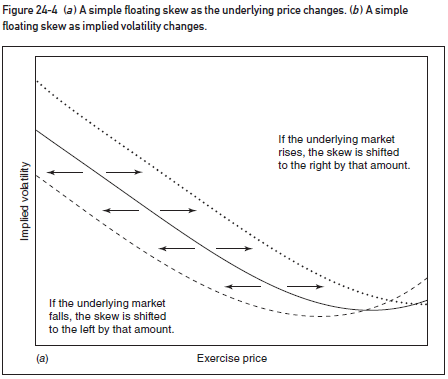 Figure 24-4 (a) A simple floating skew as the underlying price changes. (b) A simple
floating skew as implied volatility changes.
If the underlying market
rises, the skew is shifted
to the right by that amount.
Implied volatility
If the underlying market
falls, the skew is shifted
to the left by that amount.
(a)
Exercise price